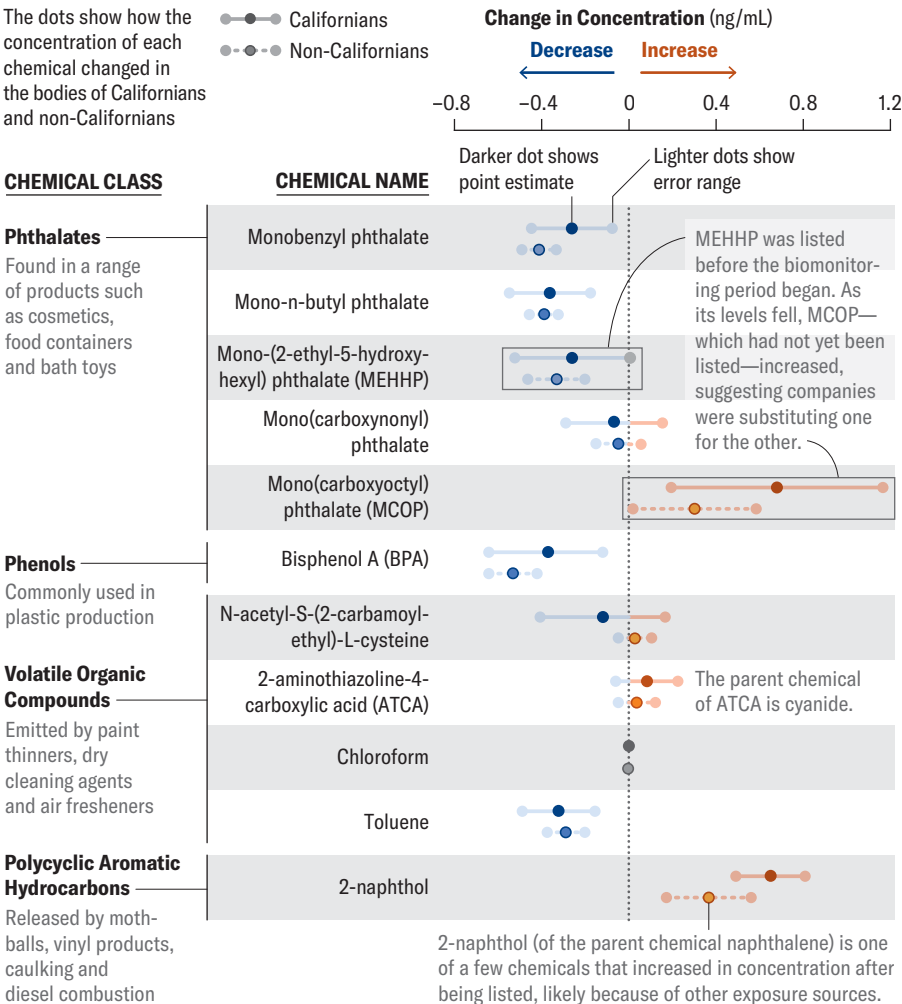 The dots show how the
concentration of each
chemical changed in
the bodies of Californians
and non-Californians
Californians
Non-Californians
Change in Concentration (ng/mL)
Decrease
Increase
–0.8
–0.4
0
0.4
0.8
1.2
Darker dot shows
point estimate
Lighter dots show
error range
CHEMICAL CLASS
CHEMICAL NAME
Phthalates
Found in a range
of products such
as cosmetics,
food containers
and bath toys
Monobenzyl phthalate
Mono-n-butyl phthalate
Mono-(2-ethyl-5-hydroxy-
hexyl) phthalate (MEHHP)
Mono(carboxynonyl)
phthalate
Mono(carboxyoctyl)
phthalate (MCOP)
MEHHP was listed
before the biomonitor-
ing period began. As
its levels fell, MCOP—
which had not yet been
listed—increased,
suggesting companies
were substituting one
for the other.
Phenols
Commonly used in
plastic production
Bisphenol A (BPA)
Volatile Organic
Compounds
Emitted by paint
thinners, dry
cleaning agents
and air fresheners
N-acetyl-S-(2-carbamoyl-
ethyl)-L-cysteine
2-aminothiazoline-4-
carboxylic acid (ATCA)
The parent chemical
of ATCA is cyanide.
Chloroform
Toluene
Polycyclic Aromatic
Hydrocarbons
Released by moth-
balls, vinyl products,
caulking and
diesel combustion
2-naphthol
2-naphthol (of the parent chemical naphthalene) is one
of a few chemicals that increased in concentration after
being listed, likely because of other exposure sources.